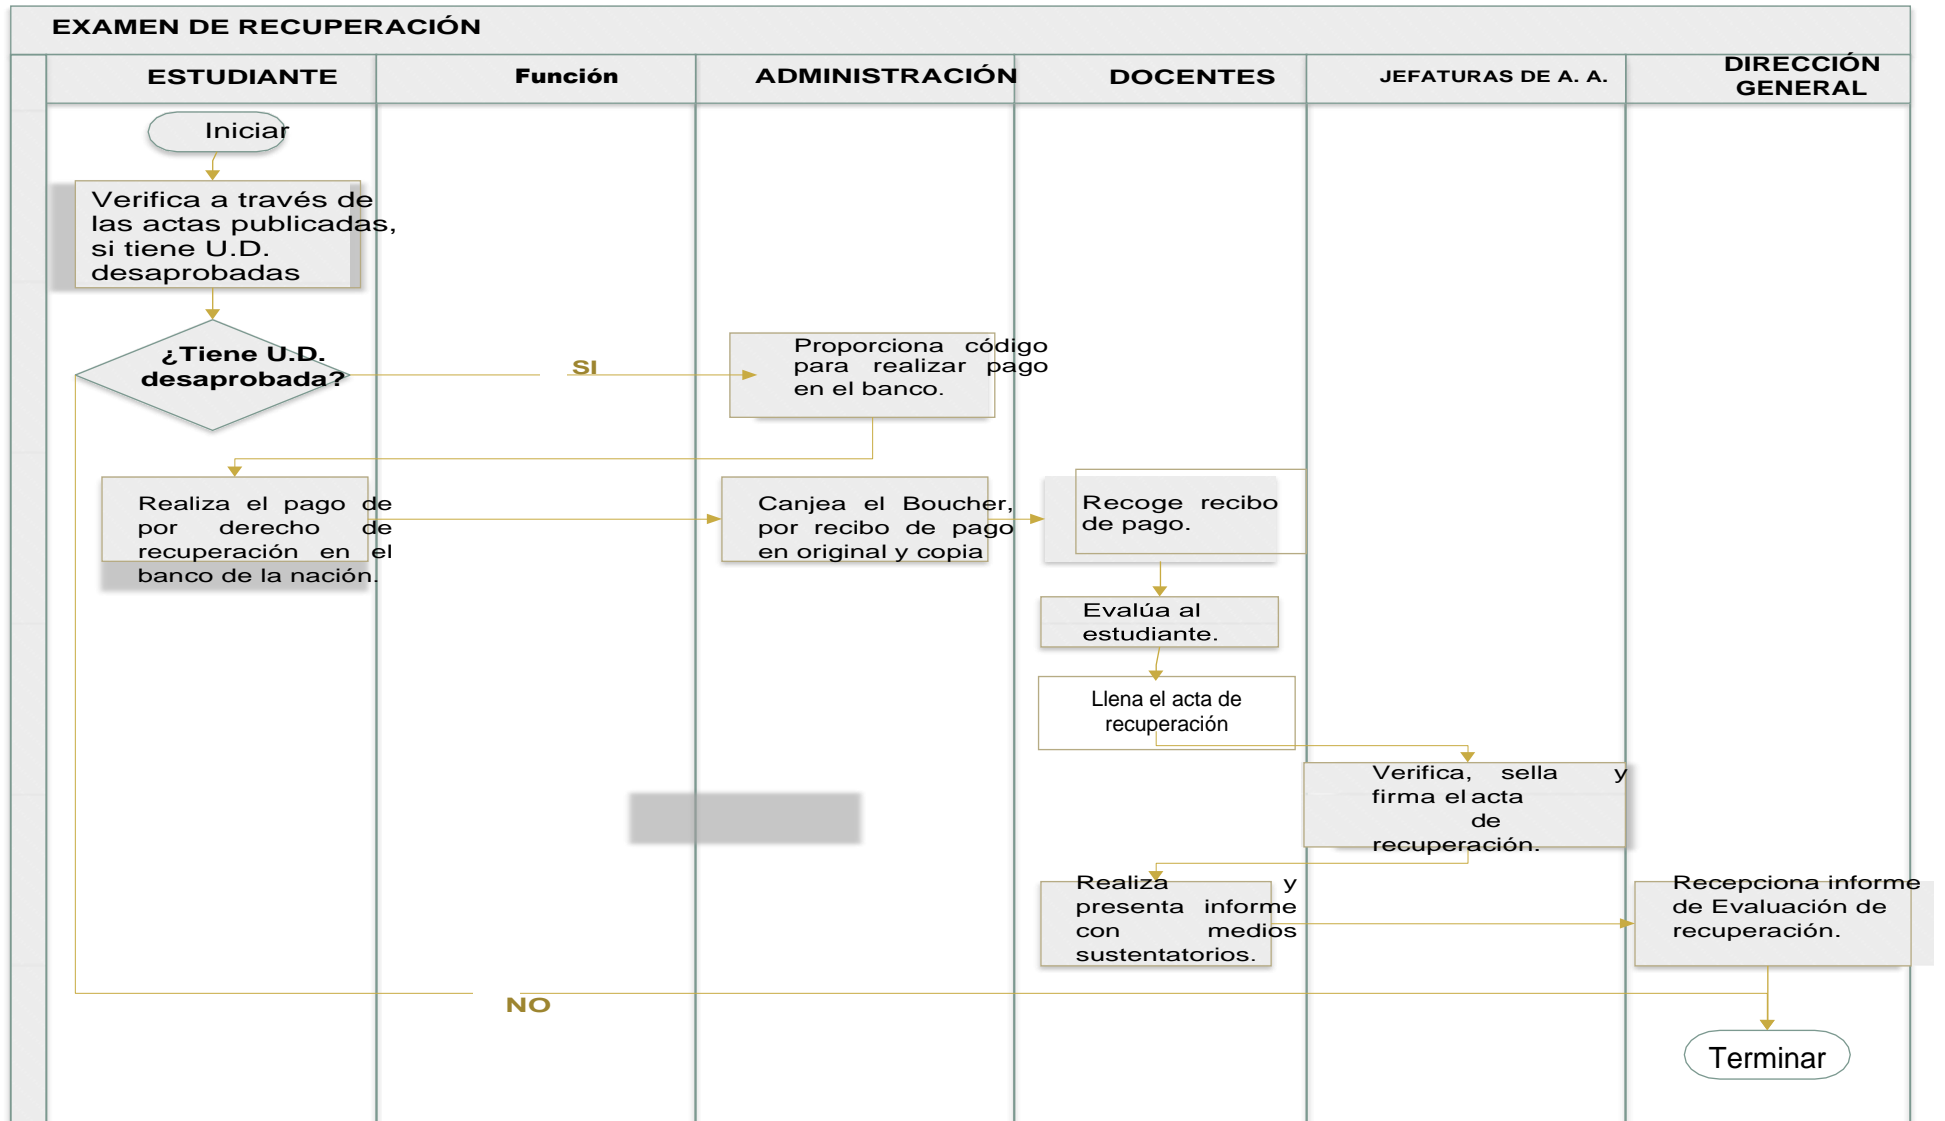 EXAMEN DE RECUPERACIÓN
ESTUDIANTE
Función
ADMINISTRACIÓN
DOCENTES
JEFATURAS DE A. A.
DIRECCIÓN
GENERAL
Iniciar
Verifica a través de
las actas publicadas,
si tiene U.D.
desaprobadas
¿Tiene U.D.
desaprobada?
SI
Proporciona código
para realizar pago
en el banco.
Realiza el pago de
por derecho de
recuperación en el
banco de la nación.
Canjea el Boucher,
por recibo de pago
en original y copia
Recoge recibo
de pago.
Evalúa al
estudiante.
Llena el acta de
recuperación
Verifica, sella y
firma el acta
de
recuperación.
Realiza y
presenta informe
con medios
sustentatorios.
Recepciona informe
de Evaluación de
recuperación.
NO
Terminar